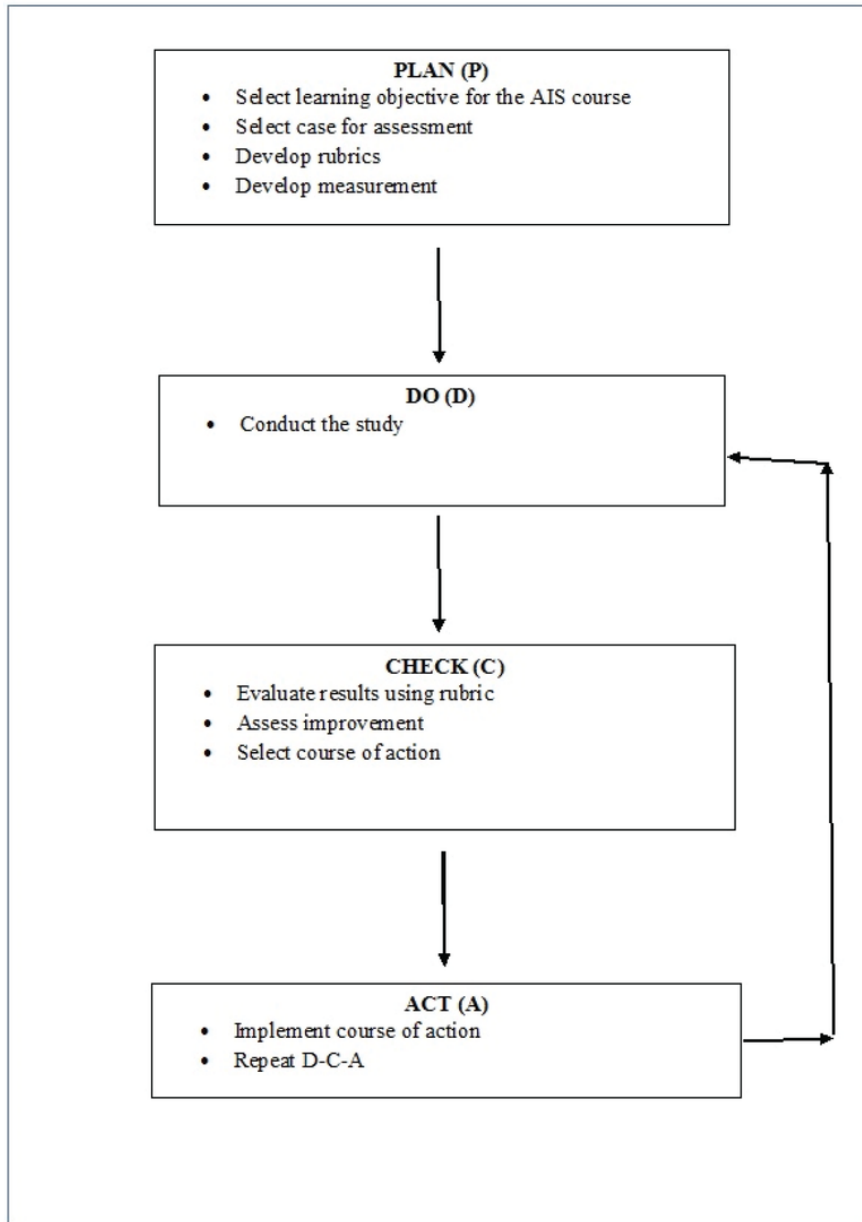 PLAN (P)
• Select learning objective for the AIS course
• Select case for assessment
• Develop rubrics
• Develop measurement
DO (D)
• Conduct the study
CHECK (C)
• Evaluate results using rubric
• Assess improvement
• Select course of action
ACT (A)
• Implement course of action
• Repeat D-C-A